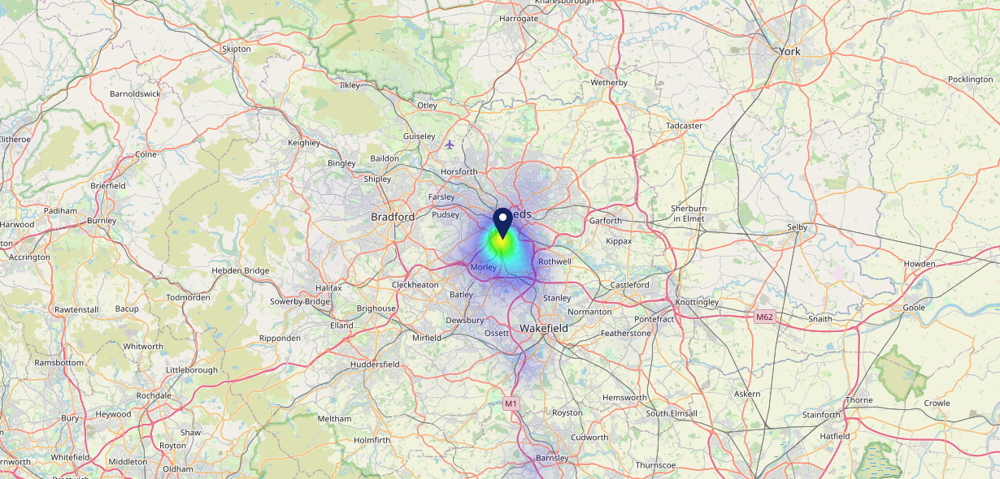 Knaresborough
Harrogate
Skipton
York
Pocklington
Ilkley
Wetherby
Barnoldswick
Otley
Tadcaster
Guiseley
Clitheroe
Keighley
Colne
Baildon
Bingley
Horsforth
Shipley
Brierfield
Farsley
Padiham
Pudsey
eds
Sherburn
in Elmet
Bradford
Burnley
Garforth
Harwood
Selby
Kippax
ton
Accrington
Rothwell
Howden
Morley
Hebden Bridge
Cleckheaton
Castleford
Halifax
Batley
Todmorden
Stanley
Sowerby Bridge
Knottingley
Rawtenstall
Bacup
Brighouse
Normanton
Goole
M62
Dewsbury
Pontefract
Snaith
Elland
Wakefield
Ossett
Featherstone
Ripponden
Mirfield
Whitworth
Ramsbottom
Huddersfield
Littleborough
Rochdale
Askern
Hemsworth
M1
Thorne
Crowle
Heywood
Royston
South Elmsall
Stainforth
Bury
Meltham
Shaw
Hatfield
Cudworth
Holmfirth
Royton
Whitefield
Barnsley
rnworth
Middleton
Thurnscoe
Oldham